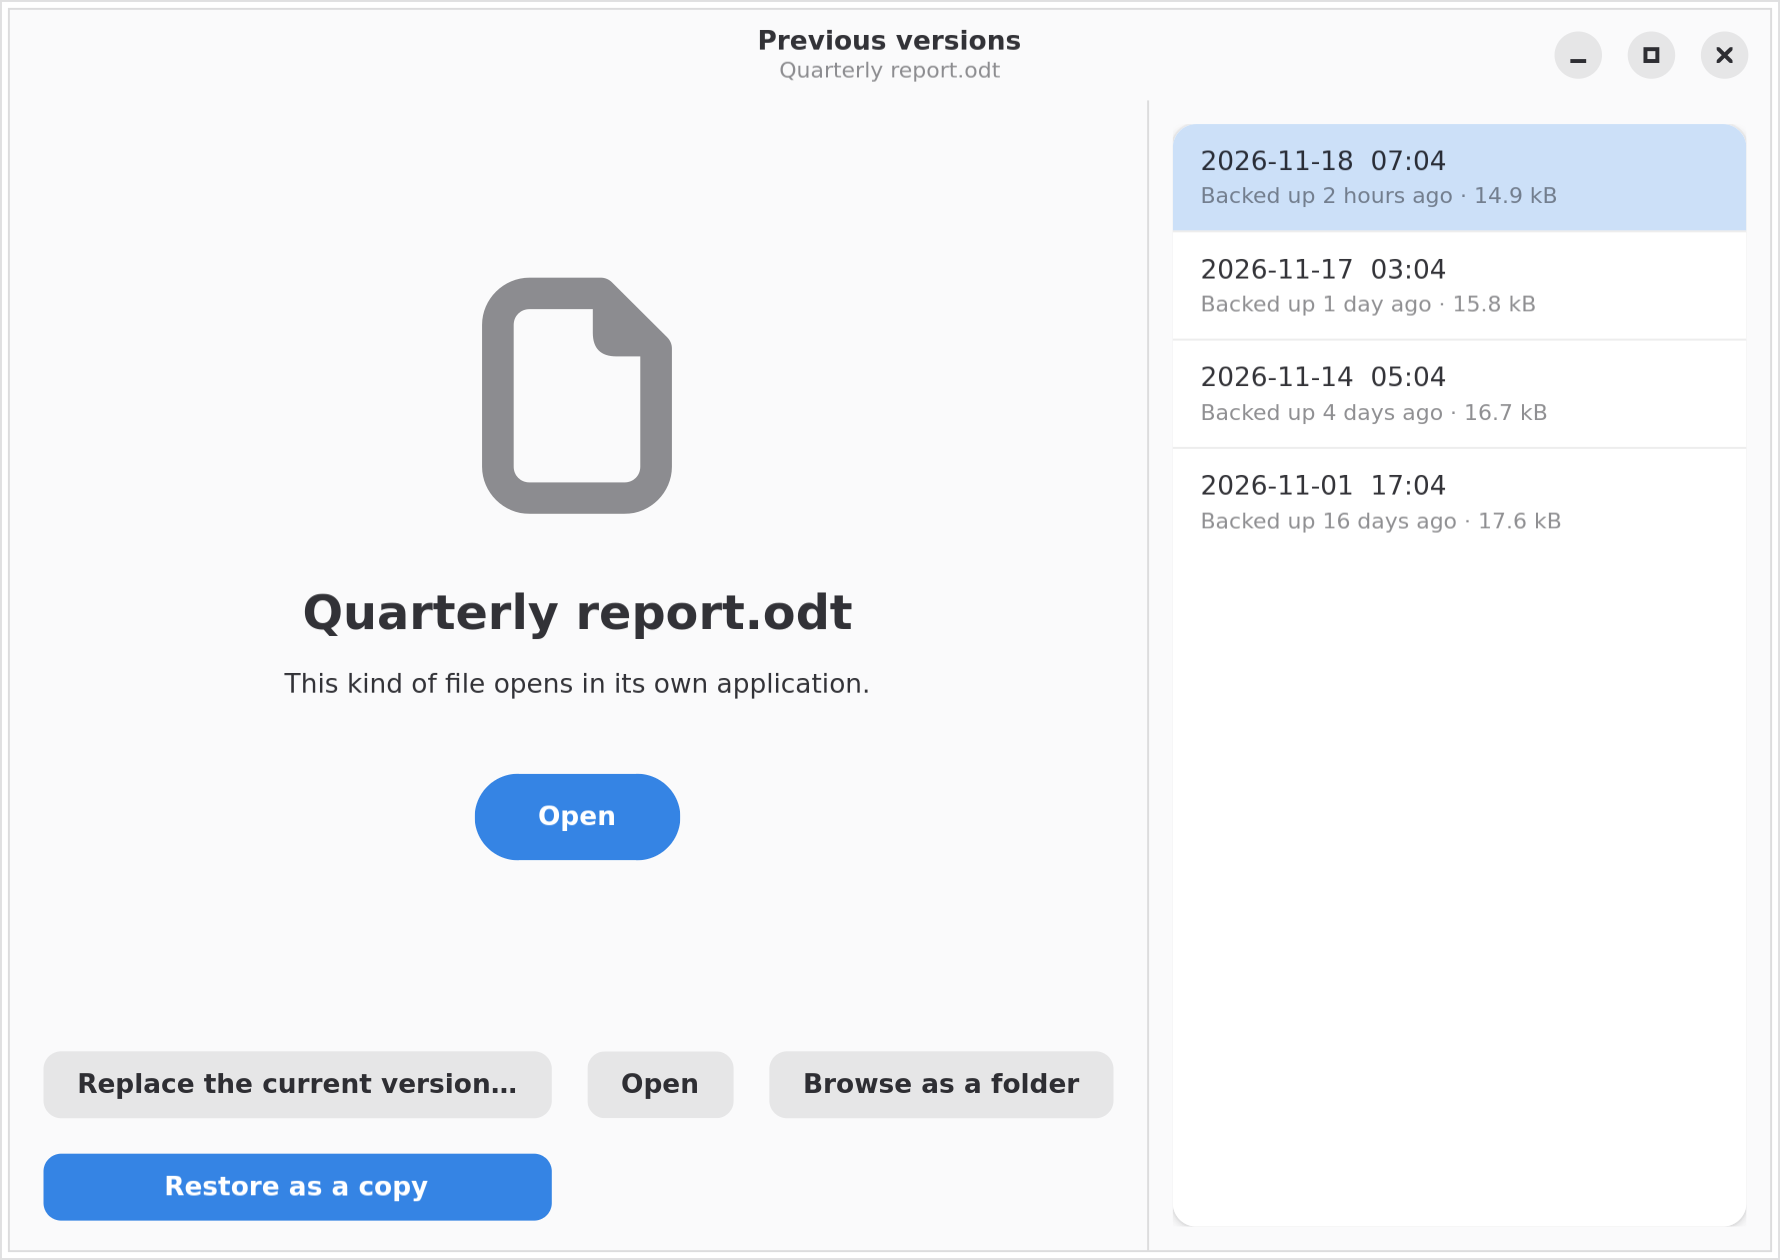 Previous versions
Quarterly report.odt
Quarterly report.odt
This kind of file opens in its own application.
Open
Replace the current version…
Open
Browse as a folder
Restore as a copy
2026-11-18  07:04
Backed up 2 hours ago · 14.9 kB
2026-11-17  03:04
Backed up 1 day ago · 15.8 kB
2026-11-14  05:04
Backed up 4 days ago · 16.7 kB
2026-11-01  17:04
Backed up 16 days ago · 17.6 kB